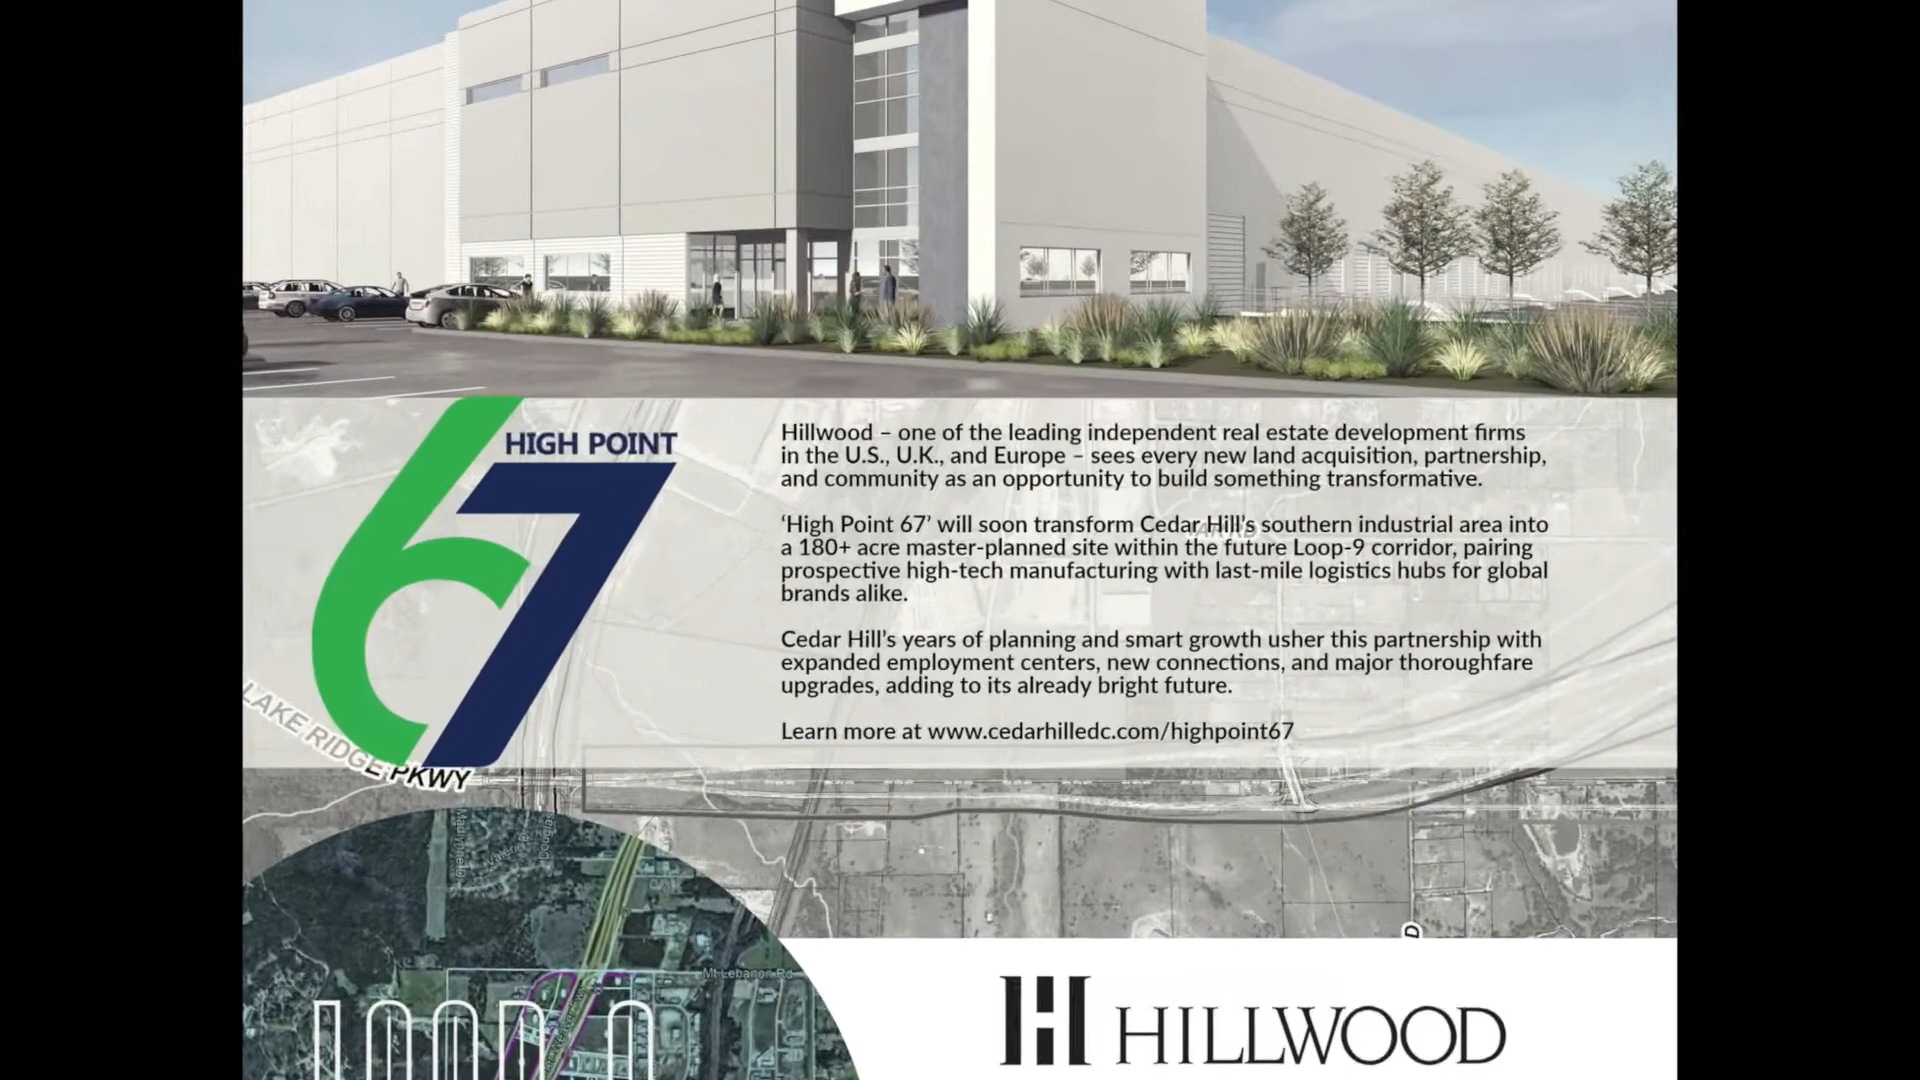 HIGH POINT
67
Hillwood – one of the leading independent real estate development firms
in the U.S., U.K., and Europe – sees every new land acquisition, partnership,
and community as an opportunity to build something transformative.
‘High Point 67’ will soon transform Cedar Hill’s southern industrial area into
a 180+ acre master-planned site within the future Loop-9 corridor, pairing
prospective high-tech manufacturing with last-mile logistics hubs for global
brands alike.
Cedar Hill’s years of planning and smart growth usher this partnership with
expanded employment centers, new connections, and major thoroughfare
upgrades, adding to its already bright future.
Learn more at www.cedarhilledc.com/highpoint67
LAKE RIDGE PKWY
Mt Lebanon Rd
LOOP 9
H HILLWOOD